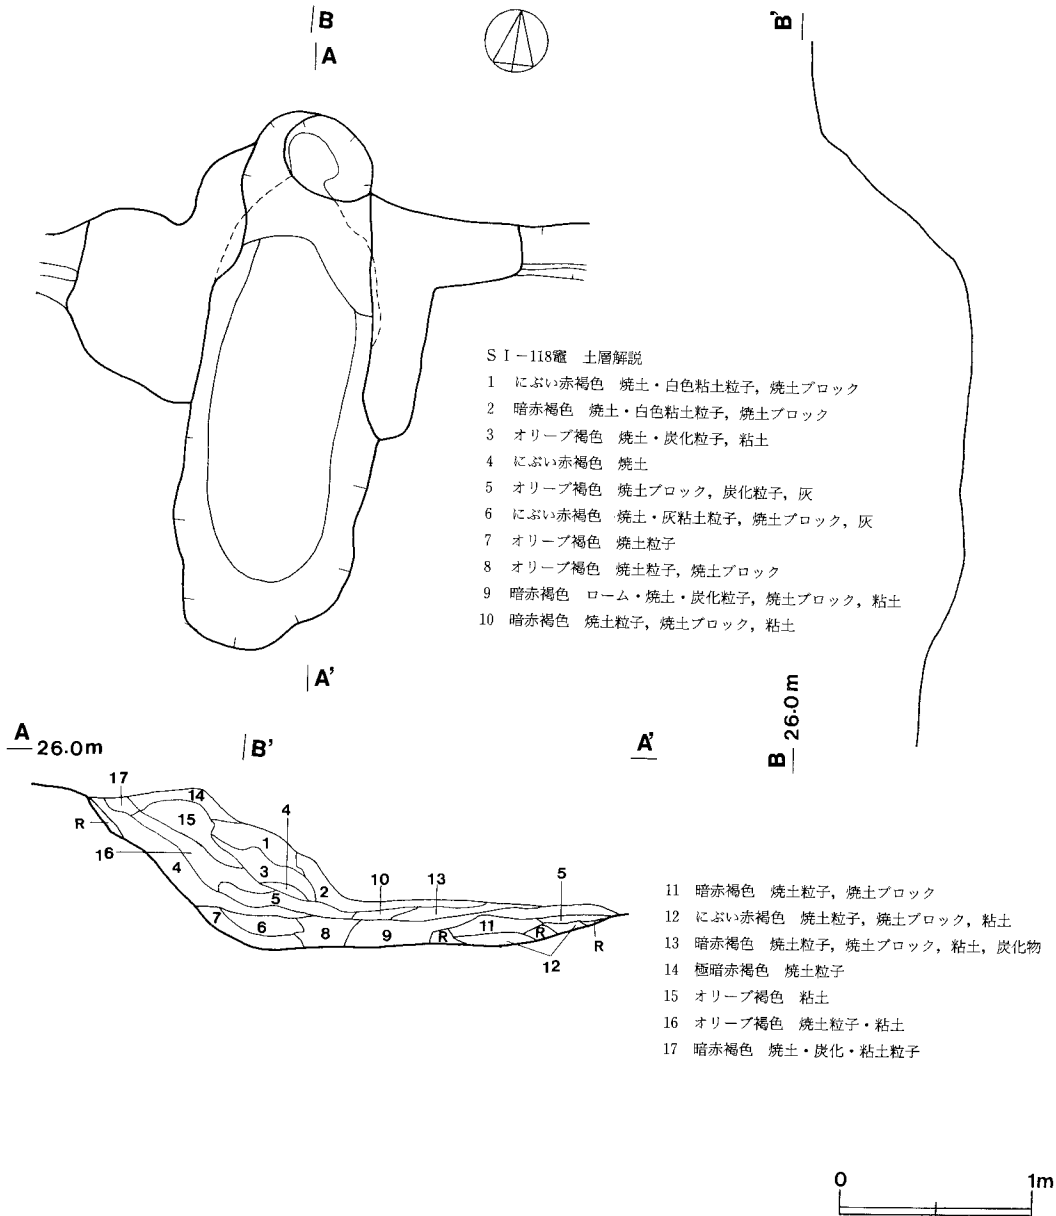 B
A
B'
SI-118竈　土層解説
1　にぶい赤褐色　焼土・白色粘土粒子，焼土ブロック
2　暗赤褐色　焼土・白色粘土粒子，焼土ブロック
3　オリーブ褐色　焼土・炭化粒子，粘土
4　にぶい赤褐色　焼土
5　オリーブ褐色　焼土ブロック，炭化粒子，灰
6　にぶい赤褐色　焼土・灰粘土粒子，焼土ブロック，灰
7　オリーブ褐色　焼土粒子
8　オリーブ褐色　焼土粒子，焼土ブロック
9　暗赤褐色　ローム・焼土・炭化粒子，焼土ブロック，粘土
10　暗赤褐色　焼土粒子，焼土ブロック，粘土
A'
A 26.0m
B'
A'
B 26.0m
17
14
4
R
15
1
16
4
3
2
10
13
5
5
7
6
8
9
R
11
R
R
12
11　暗赤褐色　焼土粒子，焼土ブロック
12　にぶい赤褐色　焼土粒子，焼土ブロック，粘土
13　暗赤褐色　焼土粒子，焼土ブロック，粘土，炭化物
14　極暗赤褐色　焼土粒子
15　オリーブ褐色　粘土
16　オリーブ褐色　焼土粒子・粘土
17　暗赤褐色　焼土・炭化・粘土粒子
0 1m